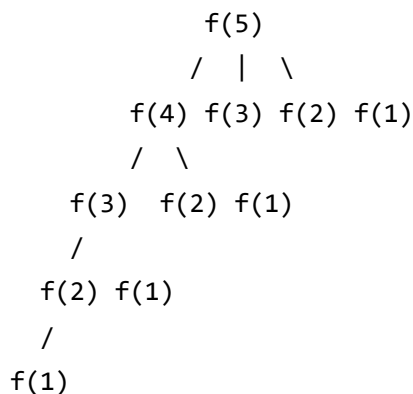 f(5)
/ | \
f(4) f(3) f(2) f(1)
/ \
f(3) f(2) f(1)
/
f(2) f(1)
/
f(1)